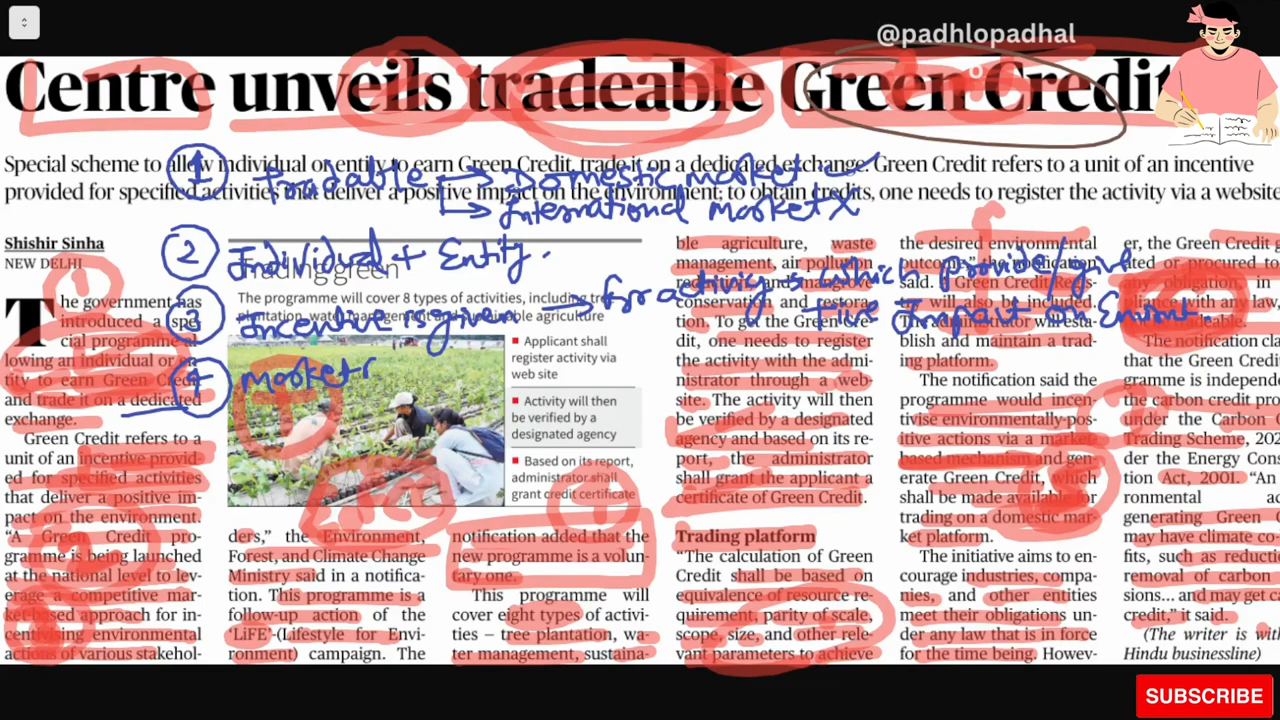 @padhlopadhal
Centre unveils tradeable Green Credit
Special scheme to allow individual or entity to earn Green Credit, trade it on a dedicated exchange. Green Credit refers to a unit of an incentive
provided for specified activities, that deliver a positive impact on the environment; to obtain credits, one needs to register the activity via a website
1 Tradable → Domestic market
↳ International market X
2 Individual + Entity.
3 Incentive is given → for activity which provide/give
+ive Impact on Enviont.
4 market
Shishir Sinha
NEW DELHI
The government has
introduced a spe-
cial programme al-
lowing an individual or en-
tity to earn Green Credit
and trade it on a dedicated
exchange.
Green Credit refers to a
unit of an incentive provid-
ed for specified activities
that deliver a positive im-
pact on the environment.
“A Green Credit pro-
gramme is being launched
at the national level to lev-
erage a competitive mar-
ket-based approach for in-
centivising environmental
actions of various stakehol-
Trading green
The programme will cover 8 types of activities, including tree
plantation, water management and sustainable agriculture
Applicant shall
register activity via
web site
Activity will then
be verified by a
designated agency
Based on its report,
administrator shall
grant credit certificate
ders,” the Environment,
Forest, and Climate Change
Ministry said in a notifica-
tion. This programme is a
follow-up action of the
‘LiFE’-(Lifestyle for Envi-
ronment) campaign. The
notification added that the
new programme is a volun-
tary one.
This programme will
cover eight types of activi-
ties – tree plantation, wa-
ter management, sustaina-
ble agriculture, waste
management, air pollution
reduction and mangrove
conservation and restora-
tion. To get the Green Cre-
dit, one needs to register
the activity with the admi-
nistrator through a web-
site. The activity will then
be verified by a designated
agency and based on its re-
port, the administrator
shall grant the applicant a
certificate of Green Credit.
Trading platform
“The calculation of Green
Credit shall be based on
equivalence of resource re-
quirement, parity of scale,
scope, size, and other rele-
vant parameters to achieve
the desired environmental
outcome,” the notification
said. A Green Credit Regis-
try will also be included.
The administrator will esta-
blish and maintain a trad-
ing platform.
The notification said the
programme would incen-
tivise environmentally-pos-
itive actions via a market-
based mechanism and gen-
erate Green Credit, which
shall be made available for
trading on a domestic mar-
ket platform.
The initiative aims to en-
courage industries, compa-
nies, and other entities
to meet their obligations un-
der any law that is in force
for the time being. Howev-
er, the Green Credit g
ated or procured to
any obligation, in
pliance with any law,
be tradeable.
The notification cla
that the Green Credit
gramme is independ
the carbon credit pro
under the Carbon
Trading Scheme, 202
der the Energy Cons
tion Act, 2001. “An
ronmental ac
generating Green
may have climate co-
fits, such as reducti
removal of carbon
sions... and may get ca
credit,” it said.
(The writer is with
Hindu businessline)
SUBSCRIBE